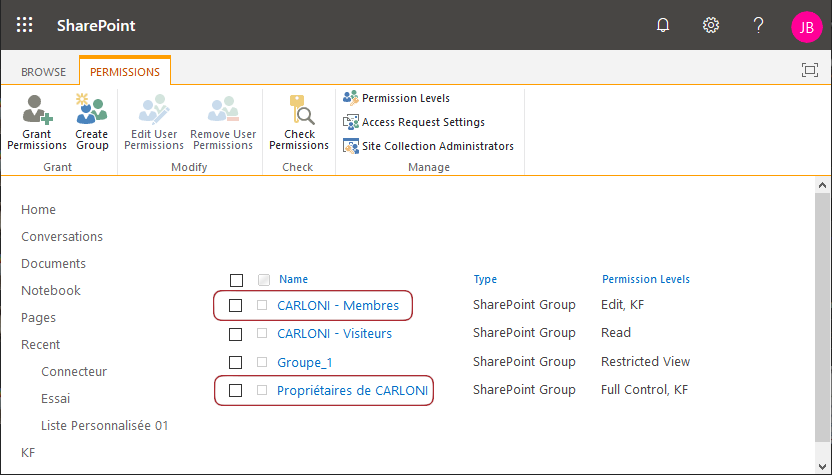 SharePoint
JB
BROWSE
PERMISSIONS
Grant Permissions
Create Group
Edit User Permissions
Remove User Permissions
Check Permissions
Permission Levels
Access Request Settings
Site Collection Administrators
Grant
Modify
Check
Manage
Home
Conversations
Documents
Notebook
Pages
Recent
Connecteur
Essai
Liste Personnalisée 01
KF
Name Type Permission Levels
CARLONI - Membres SharePoint Group Edit, KF
CARLONI - Visiteurs SharePoint Group Read
Groupe_1 SharePoint Group Restricted View
Propriétaires de CARLONI SharePoint Group Full Control, KF